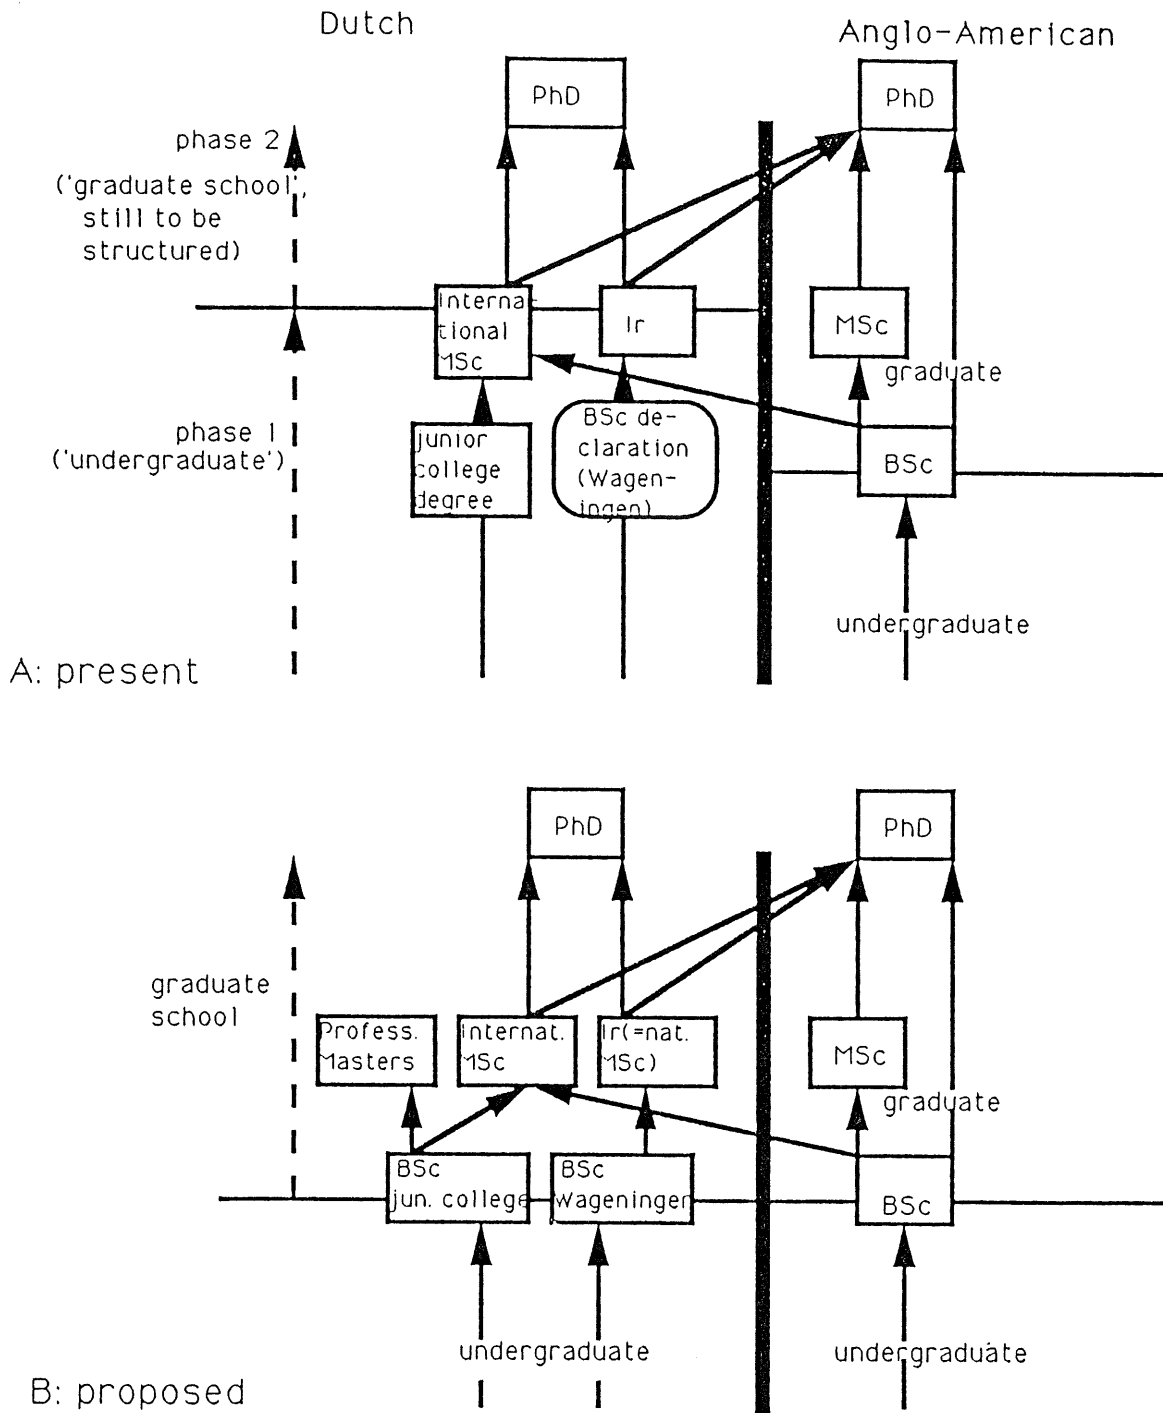 Dutch
Anglo-American
PhD
PhD
phase 2
('graduate school',
still to be
structured)
Interna-
tional
MSc
Ir
MSc
graduate
phase 1
('undergraduate')
junior
college
degree
BSc de-
claration
(Wagen-
ingen)
BSc
undergraduate
A: present
PhD
PhD
graduate
school
Profess.
Masters
Internat.
MSc
Ir(=nat.
MSc)
MSc
graduate
BSc
jun. college
BSc
Wageningen
BSc
undergraduate
undergraduate
B: proposed